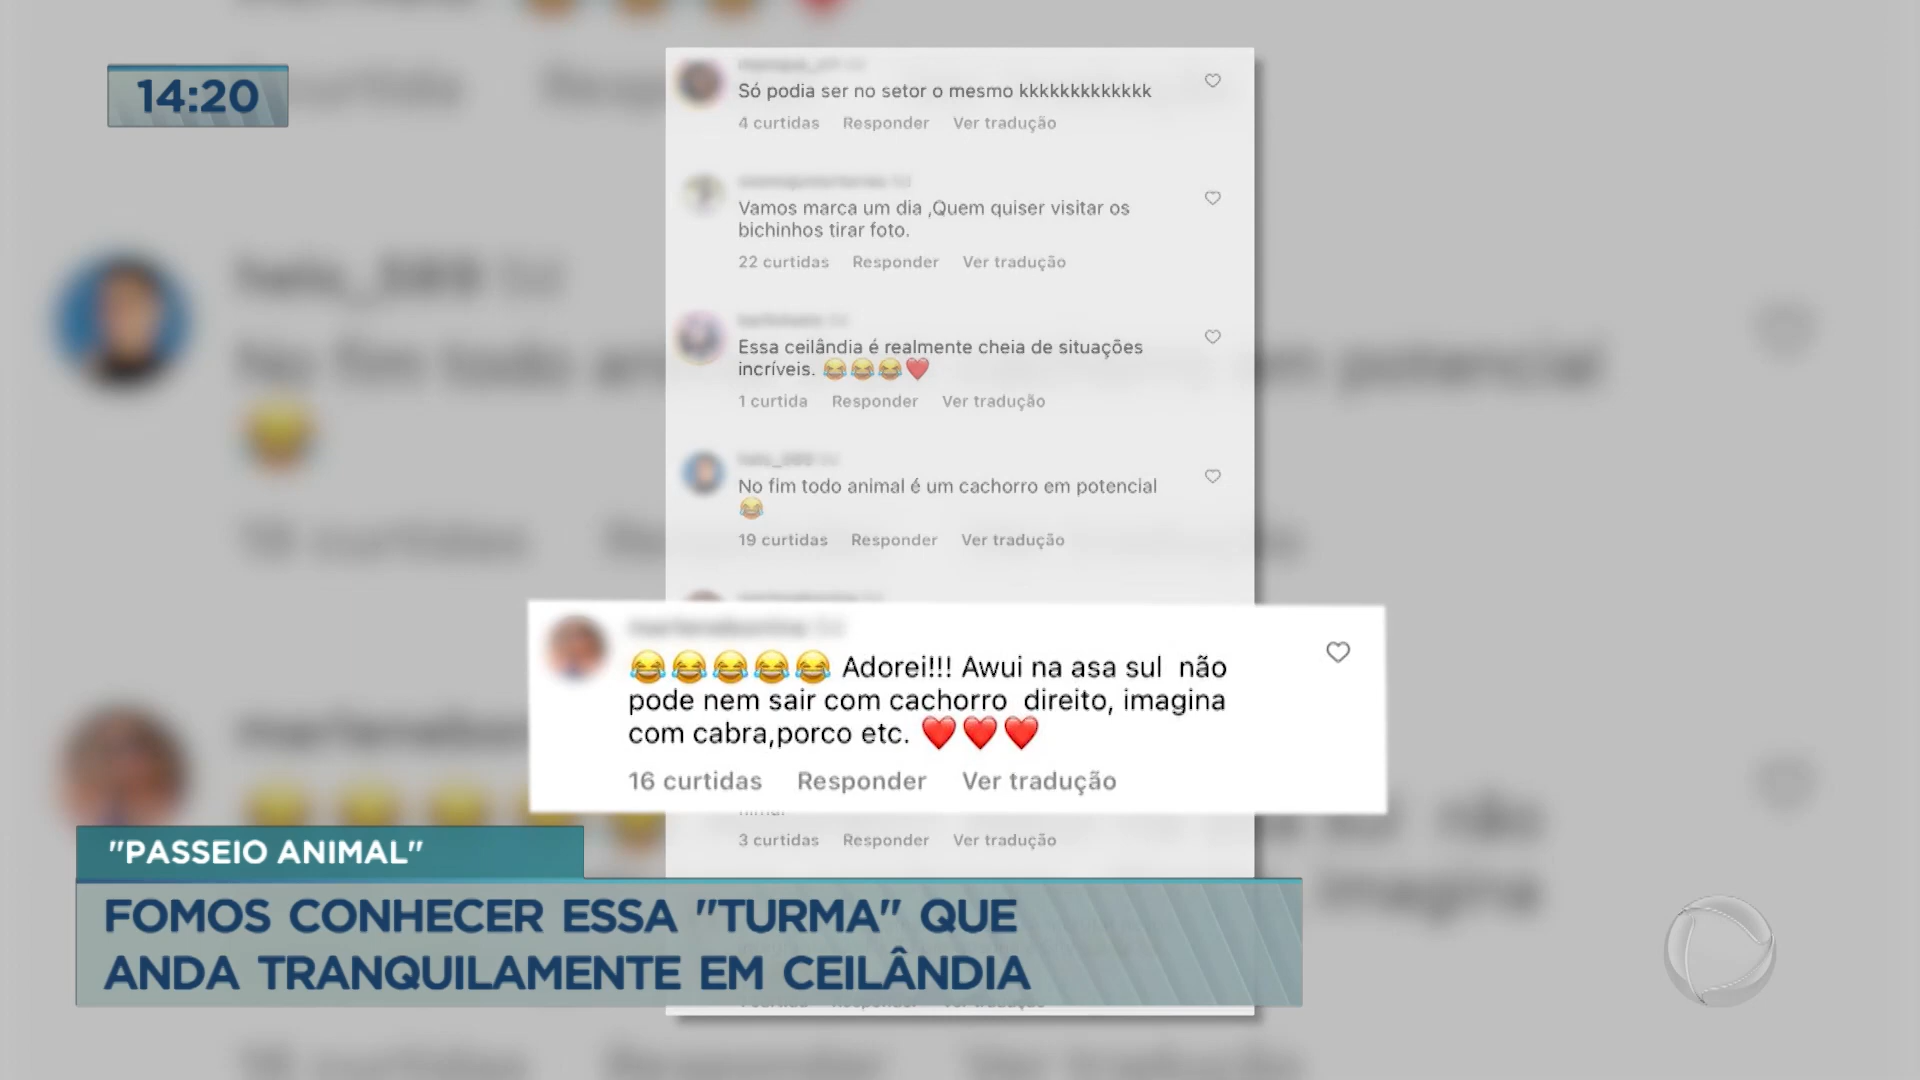 14:20
Só podia ser no setor o mesmo kkkkkkkkkkkkk
4 curtidas Responder Ver tradução
Vamos marca um dia ,Quem quiser visitar os
bichinhos tirar foto.
22 curtidas Responder Ver tradução
Essa ceilândia é realmente cheia de situações
incríveis. 😂😂😂❤️
1 curtida Responder Ver tradução
No fim todo animal é um cachorro em potencial
😂
19 curtidas Responder Ver tradução
😂😂😂😂😂 Adorei!!! Awui na asa sul não
pode nem sair com cachorro direito, imagina
com cabra,porco etc. ❤️❤️❤️
16 curtidas Responder Ver tradução
3 curtidas Responder Ver tradução
"PASSEIO ANIMAL"
FOMOS CONHECER ESSA "TURMA" QUE
ANDA TRANQUILAMENTE EM CEILÂNDIA